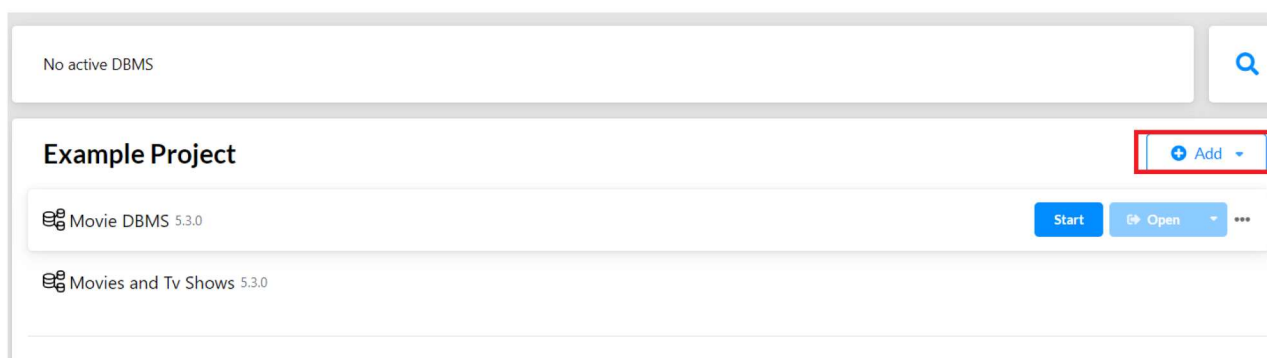 No active DBMS
Example Project
Add
Movie DBMS 5.3.0
Start
Open
Movies and Tv Shows 5.3.0